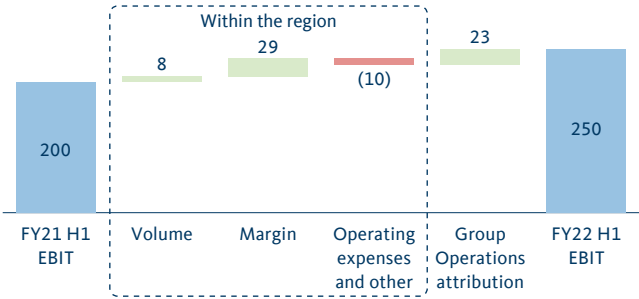 Within the region
8
29
(10)
23
200
250
FY21 H1
EBIT
Volume
Margin
Operating
expenses
and other
Group
Operations
attribution
FY22 H1
EBIT